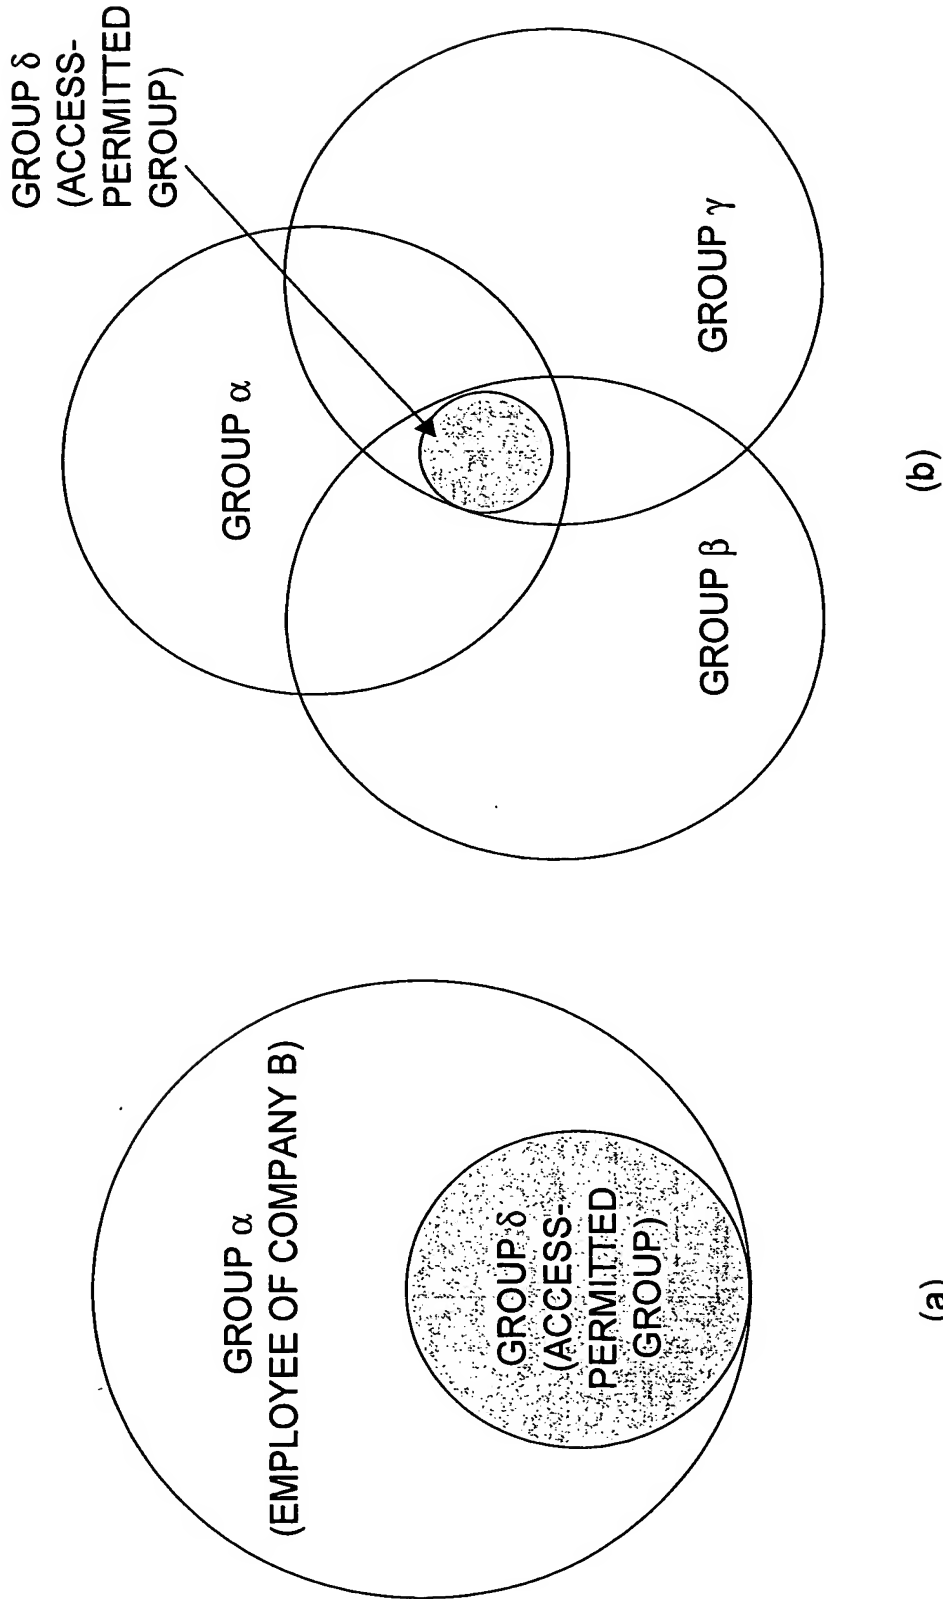 GROUP α
(EMPLOYEE OF COMPANY B)
GROUP δ
(ACCESS-
PERMITTED
GROUP)
(a)
GROUP δ
(ACCESS-
PERMITTED
GROUP)
GROUP α
GROUP β
GROUP γ
(b)